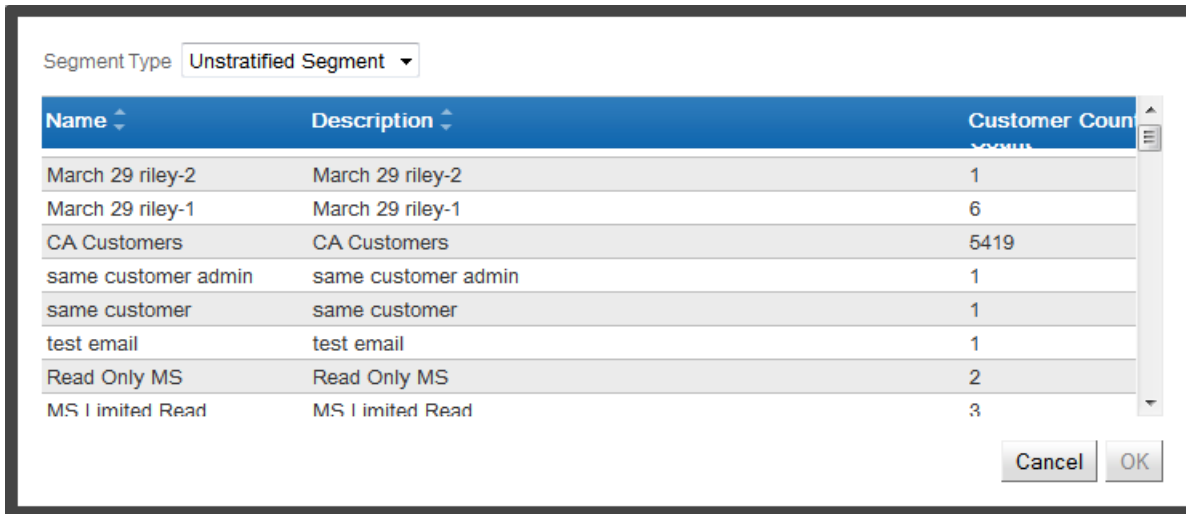 Segment Type Unstratified Segment
Name Description Customer Count
Count
March 29 riley-2 March 29 riley-2 1
March 29 riley-1 March 29 riley-1 6
CA Customers CA Customers 5419
same customer admin same customer admin 1
same customer same customer 1
test email test email 1
Read Only MS Read Only MS 2
MS Limited Read MS Limited Read 3
Cancel OK